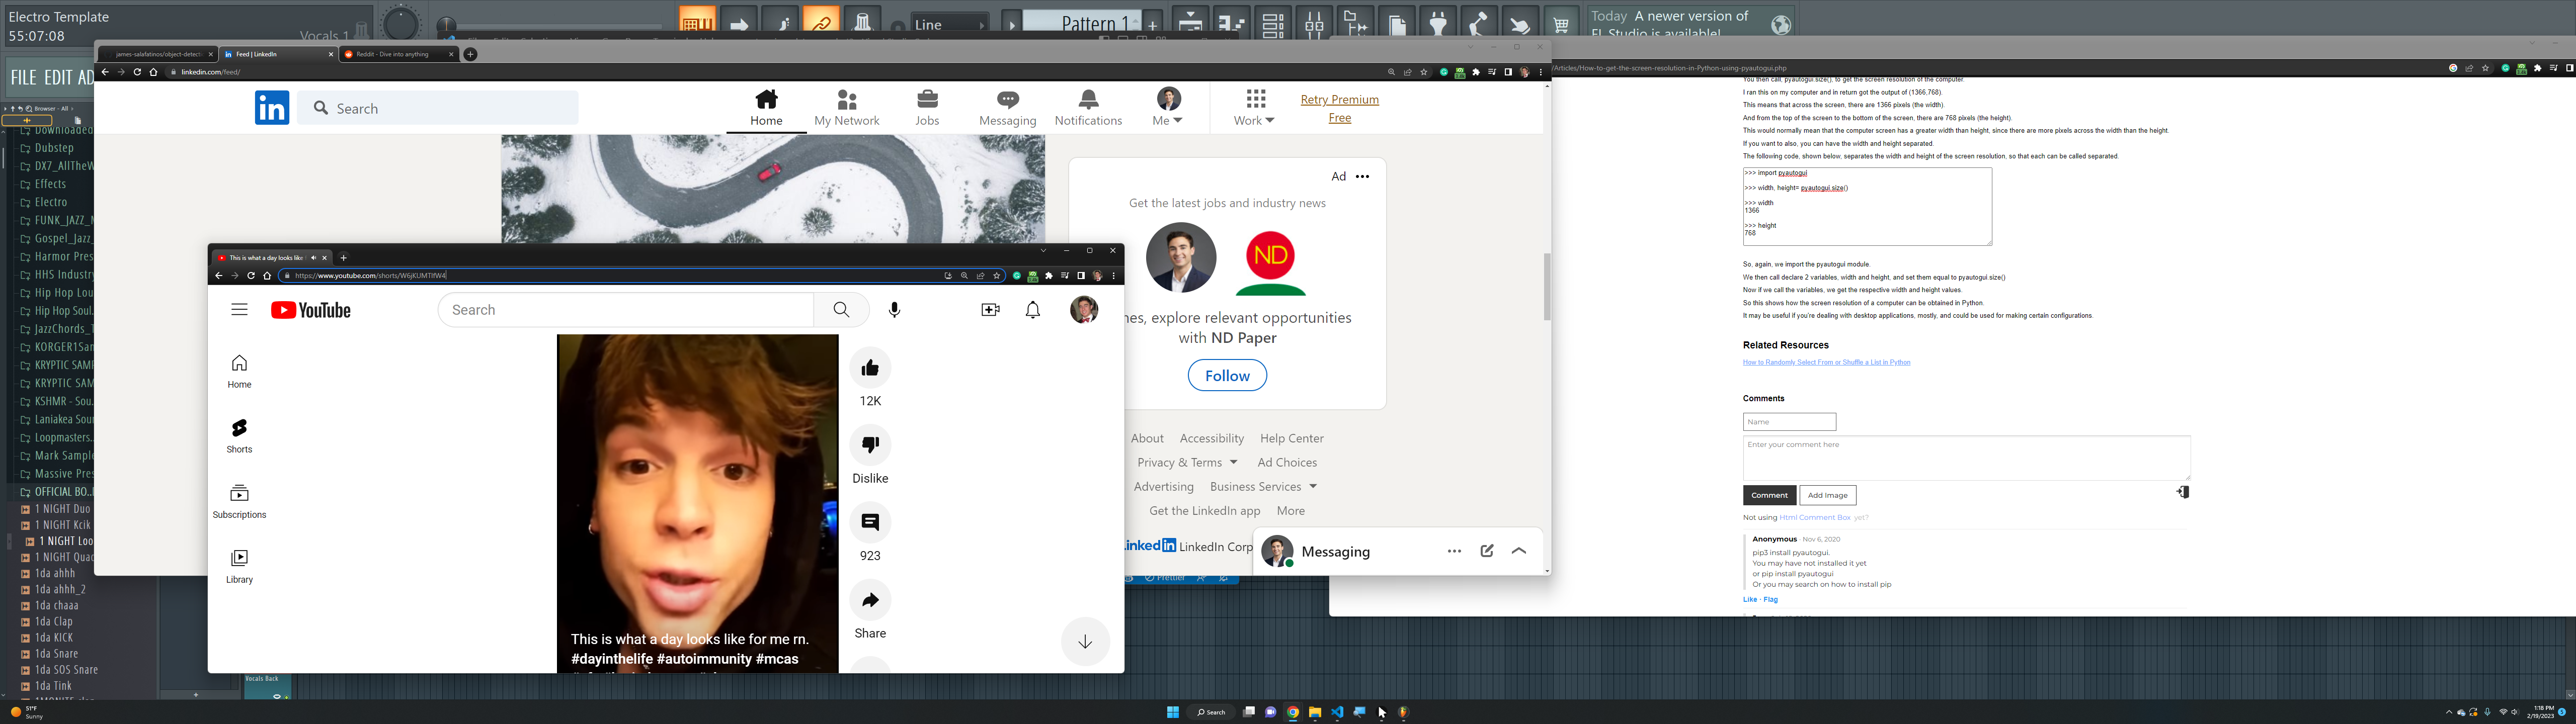 Electro Template
55:07:08
Vocals 1
Line
Pattern 1
Today A newer version of
FL Studio is available!
FILE EDIT AD
Browser - All
Downloaded
Dubstep
DX7_AllTheW
Effects
Electro
FUNK_JAZZ_
Gospel_Jazz_
Harmor Pres
HHS Industry
Hip Hop Lou
Hip Hop Soul.
JazzChords_
KORGER1San
KRYPTIC SAMP
KRYPTIC SAM
KSHMR - Sou.
Laniakea Sou
Loopmasters.
Mark Sample
Massive Pres
OFFICIAL BO..
1 NIGHT Duo
1 NIGHT Kcik
1 NIGHT Loo
1 NIGHT Quac
1da ahhh
1da ahhh_2
1da chaaa
1da Clap
1da KICK
1da Snare
1da SOS Snare
1da Tink
Vocals Back
james-salafatinos/object-detect
Feed | LinkedIn
Reddit - Dive into anything
linkedin.com/feed/
Search
Home
My Network
Jobs
Messaging
Notifications
Me
Work
Retry Premium
Free
Ad
Get the latest jobs and industry news
ND
nes, explore relevant opportunities
with ND Paper
Follow
About Accessibility Help Center
Privacy & Terms Ad Choices
Advertising Business Services
Get the LinkedIn app More
Linkedin LinkedIn Corp
Messaging
Prettier
This is what a day looks like
https://www.youtube.com/shorts/W6jKUMTlfW4
YouTube
Search
Home
Shorts
Subscriptions
Library
12K
Dislike
923
Share
This is what a day looks like for me rn.
#dayinthelife #autoimmunity #mcas
/Articles/How-to-get-the-screen-resolution-in-Python-using-pyautogui.php
You then call, pyautogui.size(), to get the screen resolution of the computer.
I ran this on my computer and in return got the output of (1366,768).
This means that across the screen, there are 1366 pixels (the width).
And from the top of the screen to the bottom of the screen, there are 768 pixels (the height).
This would normally mean that the computer screen has a greater width than height, since there are more pixels across the width than the height.
If you want to also, you can have the width and height separated.
The following code, shown below, separates the width and height of the screen resolution, so that each can be called separated.
>>> import pyautogui
>>> width, height= pyautogui.size()
>>> width
1366
>>> height
768
So, again, we import the pyautogui module.
We then call declare 2 variables, width and height, and set them equal to pyautogui.size()
Now if we call the variables, we get the respective width and height values.
So this shows how the screen resolution of a computer can be obtained in Python.
It may be useful if you're dealing with desktop applications, mostly, and could be used for making certain configurations.
Related Resources
How to Randomly Select From or Shuffle a List in Python
Comments
Name
Enter your comment here
Comment
Add Image
Not using Html Comment Box yet?
Anonymous · Nov 6, 2020
pip3 install pyautogui.
You may have not installed it yet
or pip install pyautogui
Or you may search on how to install pip
Like · Flag
51°F
Sunny
Search
1:18 PM
2/19/2023